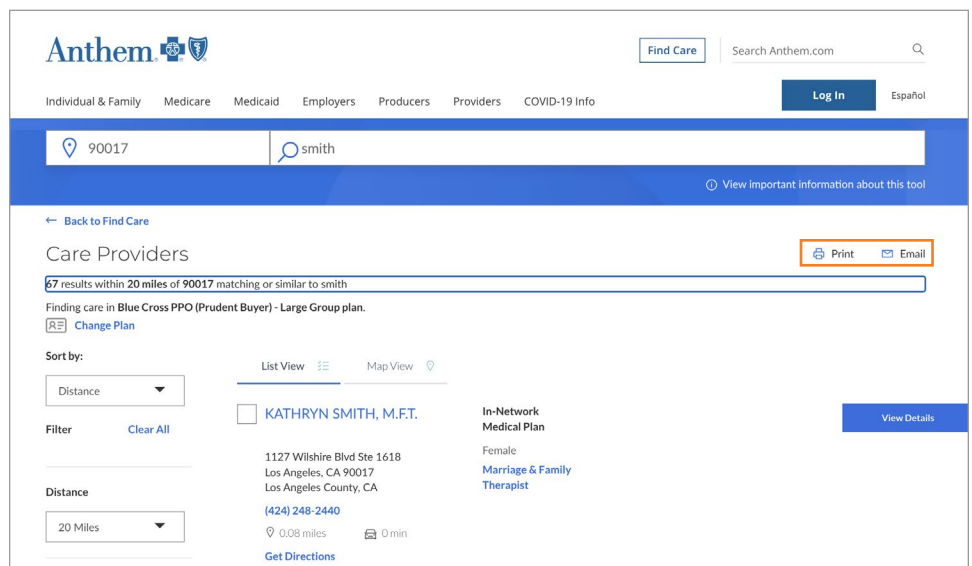 Anthem
Find Care
Search Anthem.com
Individual & Family Medicare Medicaid Employers Producers Providers COVID-19 Info
Log In
Español
90017
smith
View important information about this tool
← Back to Find Care
Care Providers
Print
Email
67 results within 20 miles of 90017 matching or similar to smith
Finding care in Blue Cross PPO (Prudent Buyer) - Large Group plan.
Change Plan
Sort by:
Distance
Filter
Clear All
Distance
20 Miles
List View
Map View
KATHRYN SMITH, M.F.T.
1127 Wilshire Blvd Ste 1618
Los Angeles, CA 90017
Los Angeles County, CA
(424) 248-2440
0.08 miles
0 min
Get Directions
In-Network
Medical Plan
Female
Marriage & Family
Therapist
View Details